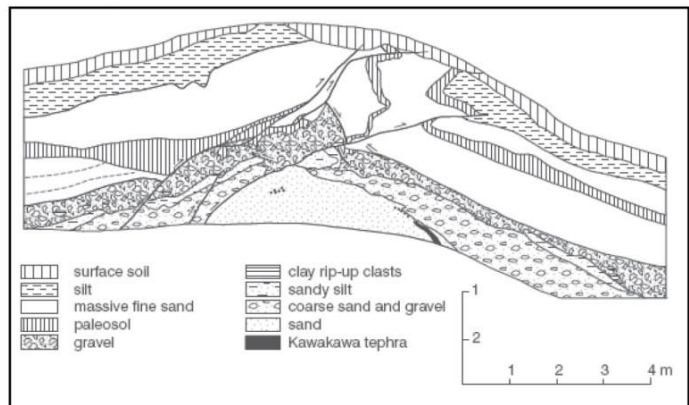 surface soil
silt
massive fine sand
paleosol
gravel
clay rip-up clasts
sandy silt
coarse sand and gravel
sand
Kawakawa tephra
1
2
1 2 3 4 m